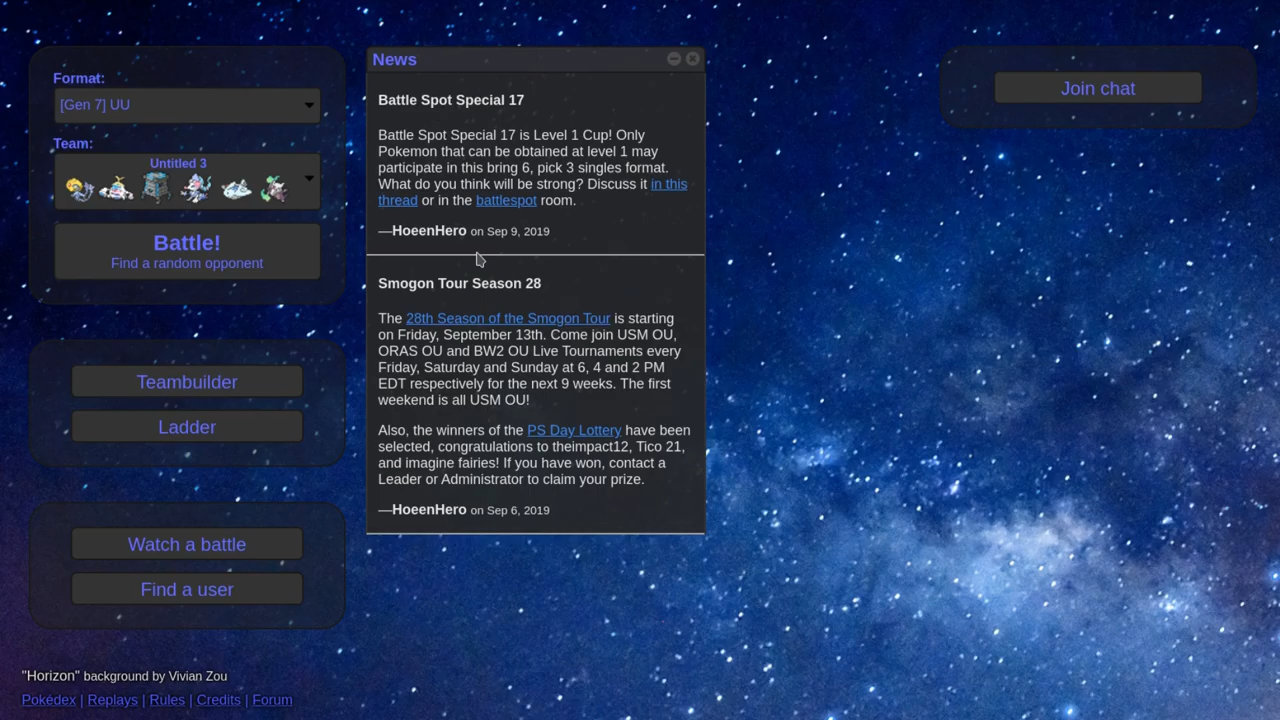 Format:
[Gen 7] UU
Team:
Untitled 3
Battle!
Find a random opponent
Teambuilder
Ladder
Watch a battle
Find a user
"Horizon" background by Vivian Zou
Pokédex | Replays | Rules | Credits | Forum
News
Battle Spot Special 17
Battle Spot Special 17 is Level 1 Cup! Only
Pokemon that can be obtained at level 1 may
participate in this bring 6, pick 3 singles format.
What do you think will be strong? Discuss it in this
thread or in the battlespot room.
—HoeenHero on Sep 9, 2019
Smogon Tour Season 28
The 28th Season of the Smogon Tour is starting
on Friday, September 13th. Come join USM OU,
ORAS OU and BW2 OU Live Tournaments every
Friday, Saturday and Sunday at 6, 4 and 2 PM
EDT respectively for the next 9 weeks. The first
weekend is all USM OU!
Also, the winners of the PS Day Lottery have been
selected, congratulations to theimpact12, Tico 21,
and imagine fairies! If you have won, contact a
Leader or Administrator to claim your prize.
—HoeenHero on Sep 6, 2019
Join chat